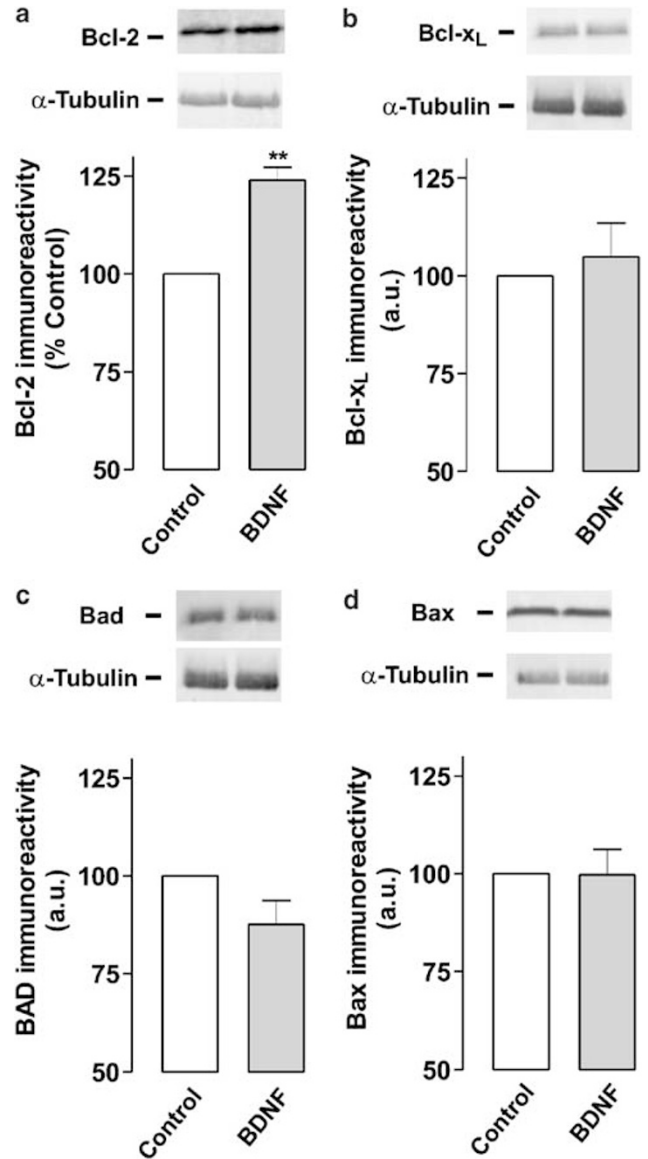 a
Bcl-2
α-Tubulin
**
125
100
75
50
Bcl-2 immunoreactivity
(% Control)
Control
BDNF
b
Bcl-xL
α-Tubulin
125
100
75
50
Bcl-xL immunoreactivity
(a.u.)
Control
BDNF
c
Bad
α-Tubulin
125
100
75
50
BAD immunoreactivity
(a.u.)
Control
BDNF
d
Bax
α-Tubulin
125
100
75
50
Bax immunoreactivity
(a.u.)
Control
BDNF